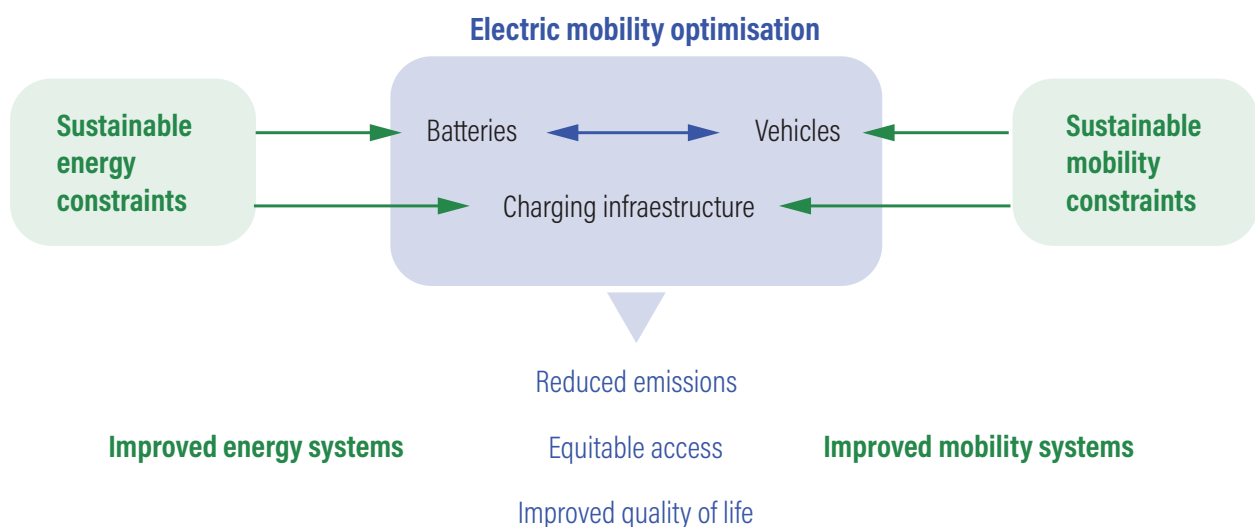 Electric mobility optimisation
Sustainable
energy
constraints
Batteries
Vehicles
Charging infraestructure
Sustainable
mobility
constraints
Reduced emissions
Improved energy systems
Equitable access
Improved mobility systems
Improved quality of life